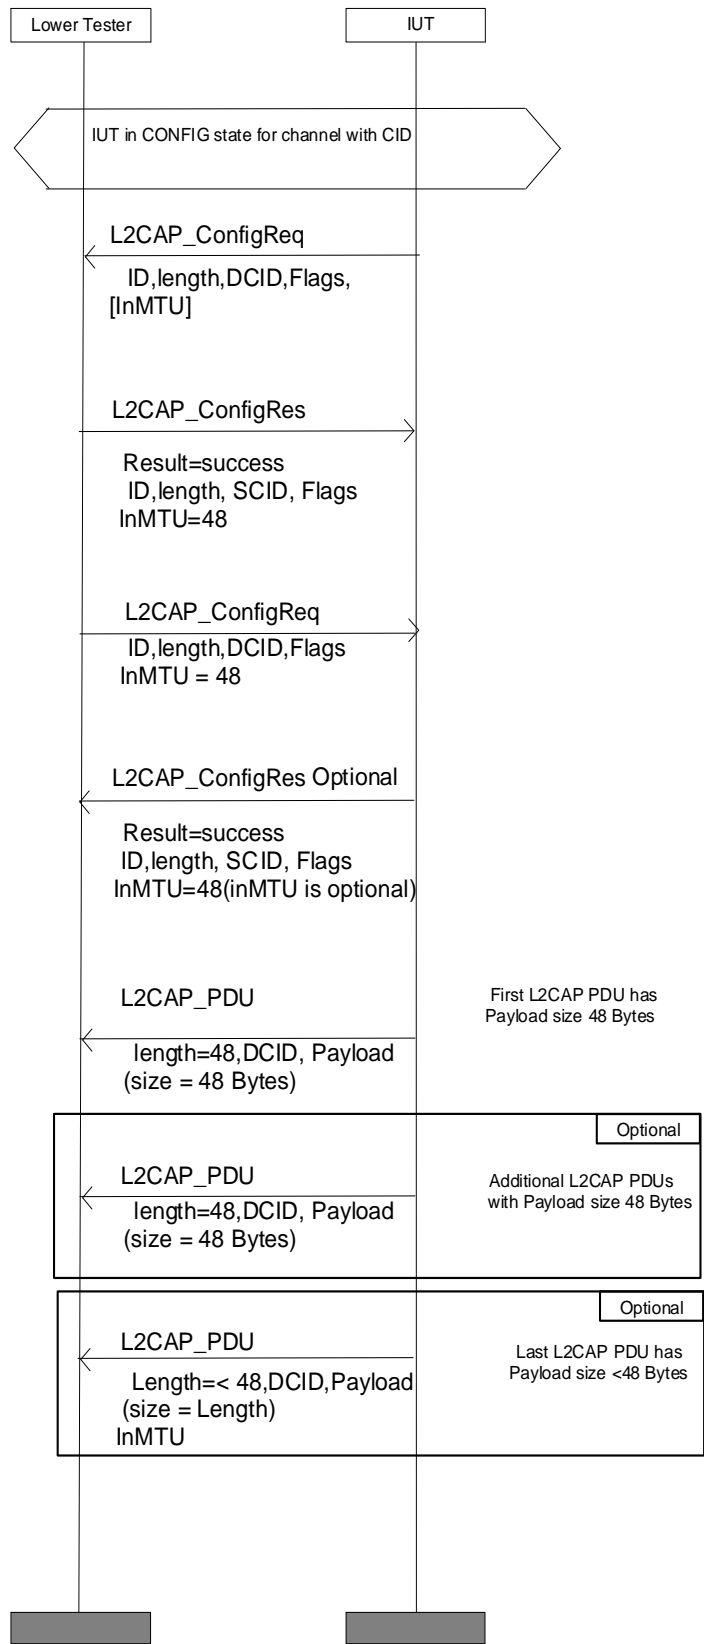 Lower Tester
IUT
IUT in CONFIG state for channel with CID
L2CAP_ConfigReq
ID,length,DCID,Flags,
[InMTU]
L2CAP_ConfigRes
Result=success
ID,length, SCID, Flags
InMTU=48
L2CAP_ConfigReq
ID,length,DCID,Flags
InMTU = 48
L2CAP_ConfigRes Optional
Result=success
ID,length, SCID, Flags
InMTU=48(inMTU is optional)
L2CAP_PDU
First L2CAP PDU has
Payload size 48 Bytes
length=48,DCID, Payload
(size = 48 Bytes)
Optional
L2CAP_PDU
Additional L2CAP PDUs
with Payload size 48 Bytes
length=48,DCID, Payload
(size = 48 Bytes)
Optional
L2CAP_PDU
Last L2CAP PDU has
Payload size <48 Bytes
Length=< 48,DCID,Payload
(size = Length)
InMTU